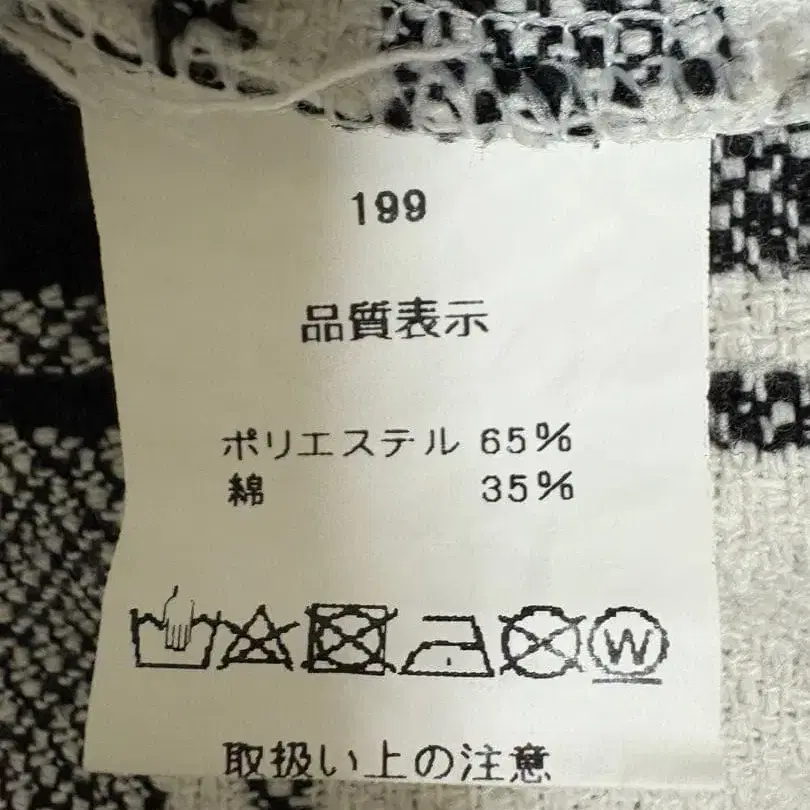 199
品質表示
ポリエステル 65%
綿 35%
W
取扱い上の注意